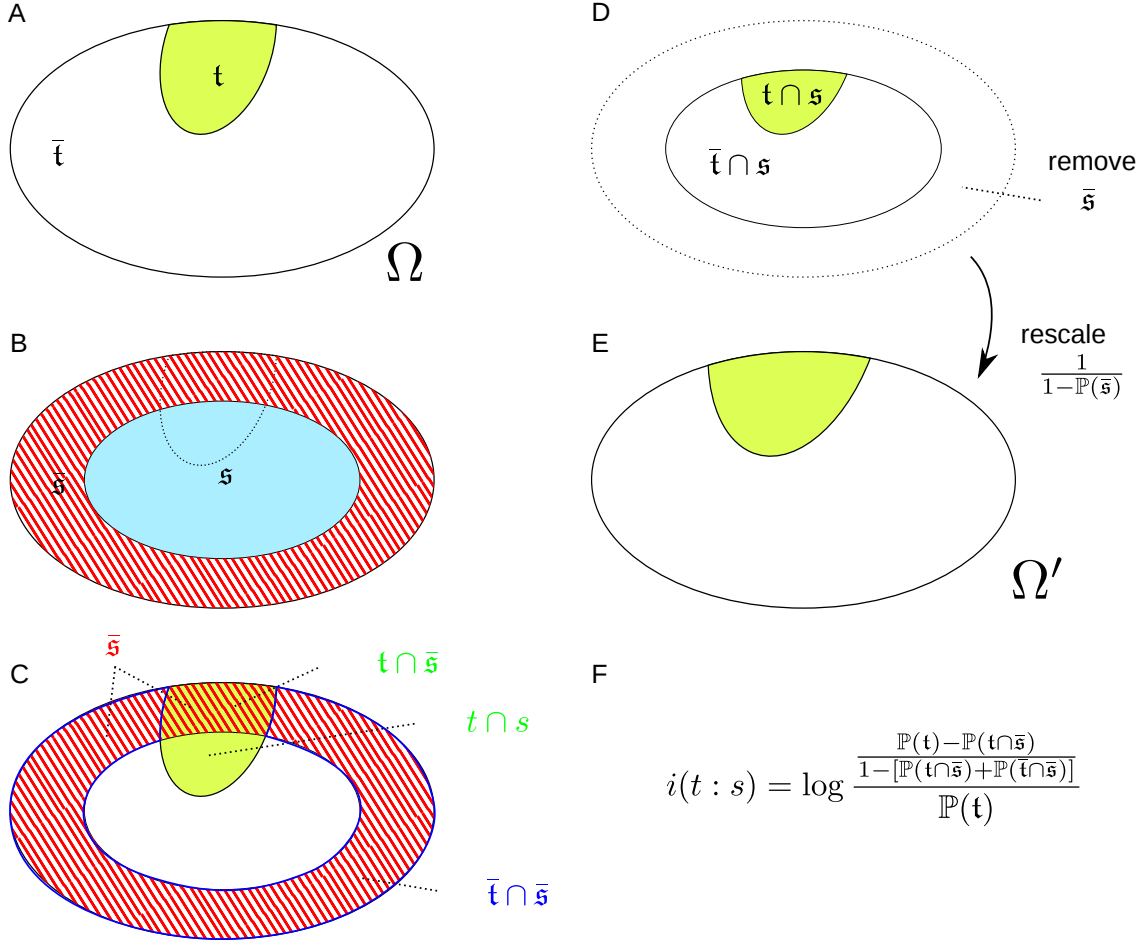 A
𝔱
𝔱̄
Ω
B
𝔰̄
𝔰
C
𝔰̄
𝔱 ∩ 𝔰̄
t ∩ s
𝔱̄ ∩ 𝔰̄
D
𝔱 ∩ 𝔰
𝔱̄ ∩ 𝔰
remove
𝔰̄
E
rescale
1
1−ℙ(𝔰̄)
Ω′
F
ℙ(𝔱)−ℙ(𝔱∩𝔰̄)
1−[ℙ(𝔱∩𝔰̄)+ℙ(𝔱̄∩𝔰̄)]
i(t : s) = log
ℙ(𝔱)